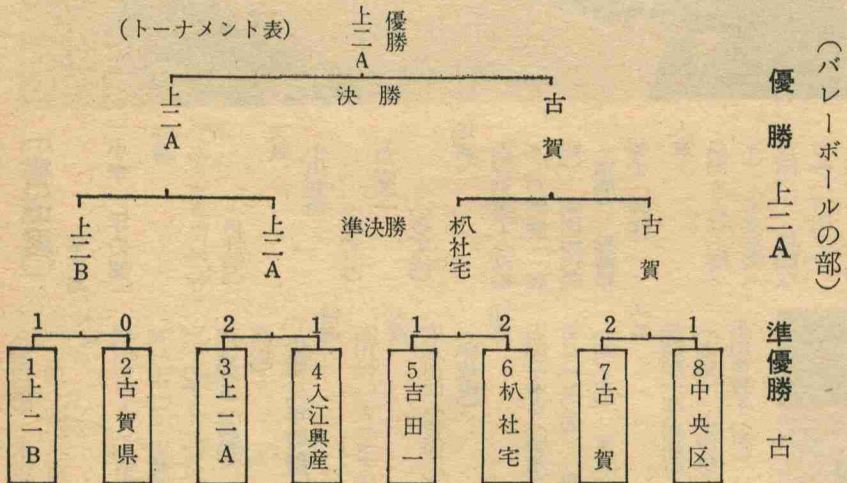 (バレーボールの部)
優勝 上二A 準優勝 古
(トーナメント表)
優勝
上二A
決勝
上二A
古賀
準決勝
上二B
上二A
杁社宅
古賀
1 0 2 1 1 2 2 1
1上二B
2古賀県
3上二A
4入江興産
5吉田一
6杁社宅
7古賀
8中央区